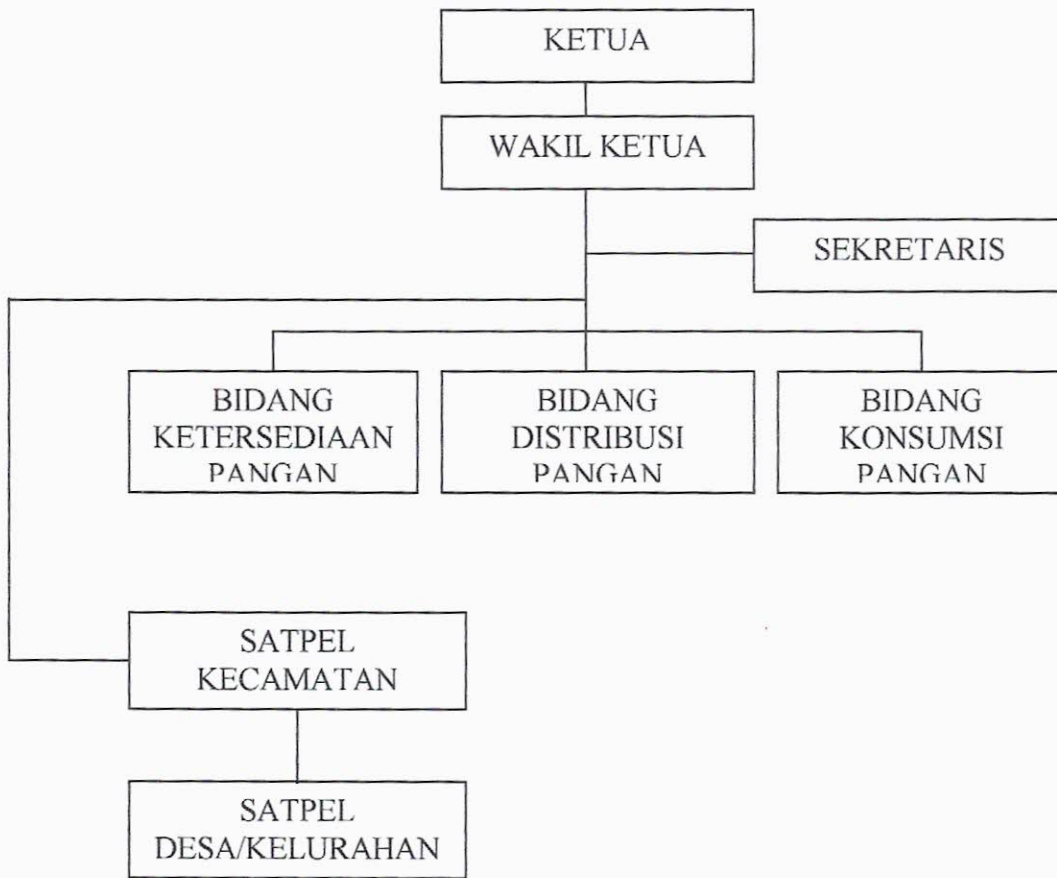 KETUA
WAKIL KETUA
SEKRETARIS
BIDANG
KETERSEDIAAN
PANGAN
BIDANG
DISTRIBUSI
PANGAN
BIDANG
KONSUMSI
PANGAN
SATPEL
KECAMATAN
SATPEL
DESA/KELURAHAN